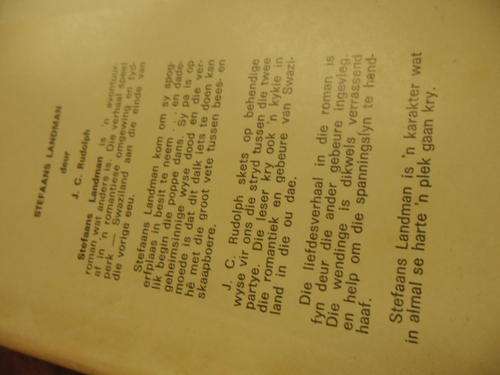 STEFAANS LANDMAN
deur
J. C. Rudolph
Stefaans Landman is 'n avontuur-
roman wat anders is. Die verhaal speel
af in 'n romantiese omgewing en tyd-
perk — Swaziland aan die einde van
die vorige eeu.
Stefaans Landman kom om sy spog-
erfplaas in besit te neem ... en dade-
lik begin die poppe dans. Sy pa is op
geheimsinnige wyse dood en die ver-
moede is dat dit dalk iets te doen kan
hê met die groot vete tussen bees- en
skaapboere.
J. C. Rudolph skets op behendige
wyse vir ons die stryd tussen die twee
partye. Die leser kry ook 'n kykie in
die romantiek en gebeure van Swazi-
land in die ou dae.
Die liefdesverhaal in die roman is
fyn deur die ander gebeure ingevleg.
Die wendinge is dikwels verrassend
en help om die spanningslyn te hand-
haaf.
Stefaans Landman is 'n karakter wat
in almal se harte 'n plek gaan kry.